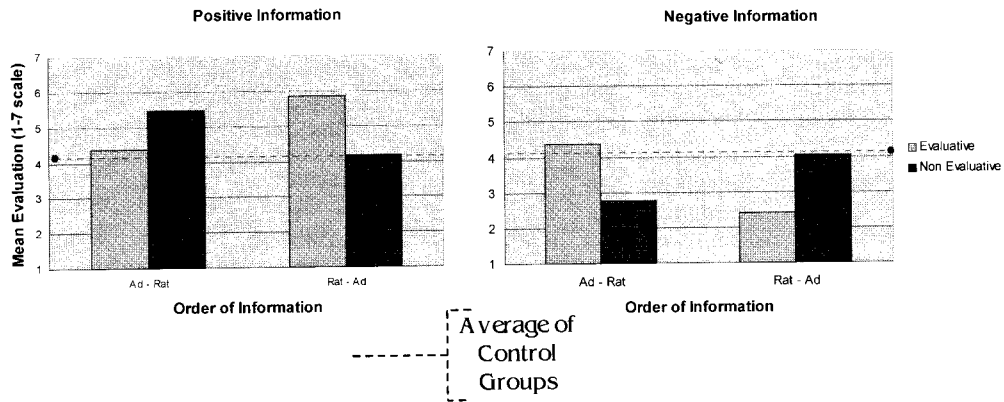 Positive Information
Mean Evaluation (1-7 scale)
7
6
5
4
3
2
1
Ad - Rat
Rat - Ad
Order of Information
Negative Information
7
6
5
4
3
2
1
Ad - Rat
Rat - Ad
Order of Information
Evaluative
Non Evaluative
Average of
Control
Groups